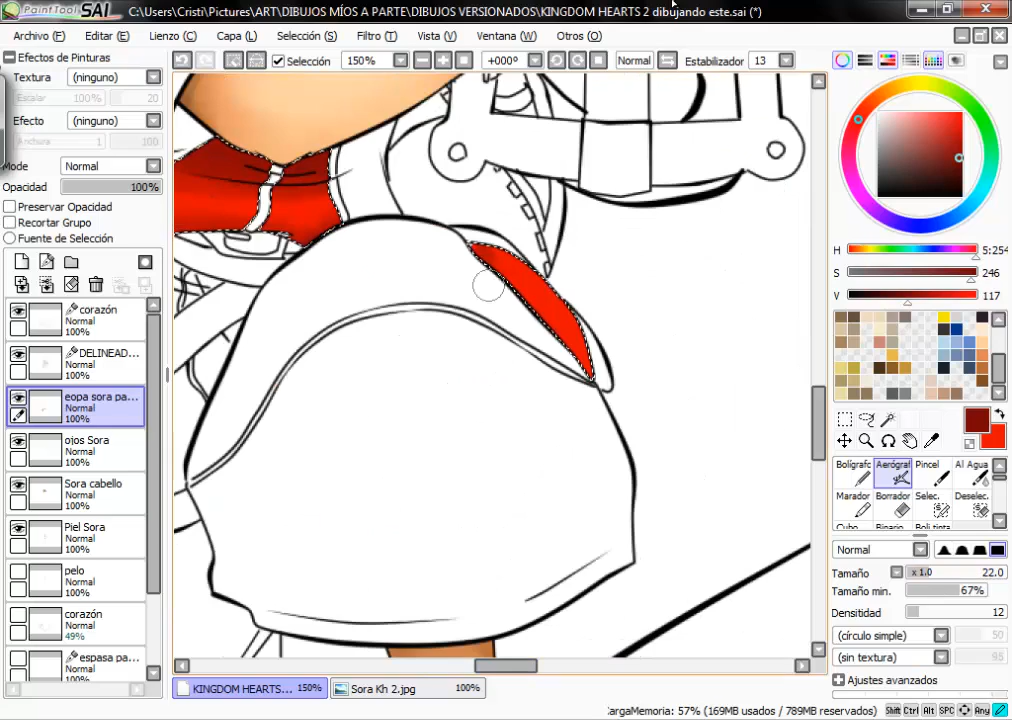 PaintTool SAI C:\Users\Cristi\Pictures\ART\DIBUJOS MÍOS A PARTE\DIBUJOS VERSIONADOS\KINGDOM HEARTS 2 dibujando este.sai (*)
Archivo (F) Editar (E) Lienzo (C) Capa (L) Selección (S) Filtro (T) Vista (V) Ventana (W) Otros (O)
Efectos de Pinturas
Selección 150% +000° Normal Estabilizador 13
Textura (ninguno)
Escalar 100% 20
Efecto (ninguno)
Anchura 1 100
Mode Normal
Opacidad 100%
Preservar Opacidad
Recortar Grupo
Fuente de Selección
corazón
Normal
100%
DELINEAD...
Normal
100%
eopa sora pa...
Normal
100%
ojos Sora
Normal
100%
Sora cabello
Normal
100%
Piel Sora
Normal
100%
pelo
Normal
100%
corazón
Normal
49%
espasa pa...
Normal
100%
H 5:254
S 246
V 117
Bolígrafo Aerógraf Pincel Al Agua
Marador Borrador Selec. Deselec.
Cubo Binario Boli tinta
Normal
Tamaño x 1.0 22.0
Tamaño min. 67%
Densitidad 12
(círculo simple) 50
(sin textura) 95
Ajustes avanzados
KINGDOM HEARTS... 150% Sora Kh 2.jpg 100%
CargaMemoria: 57% (169MB usados / 789MB reservados) Shift Ctrl Alt SPC Any